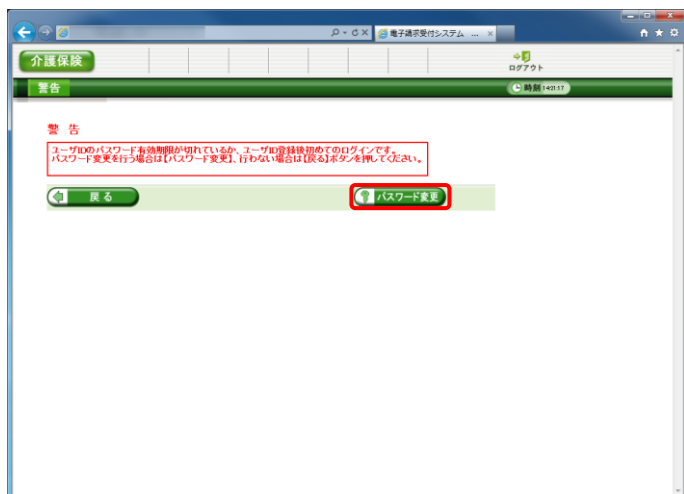 電子請求受付システム ...
介護保険
ログアウト
警告
時刻 14:21:17
警 告
ユーザIDのパスワード有効期限が切れているか、ユーザID登録後初めてのログインです。
パスワード変更を行う場合は【パスワード変更】、行わない場合は【戻る】ボタンを押してください。
戻る
パスワード変更